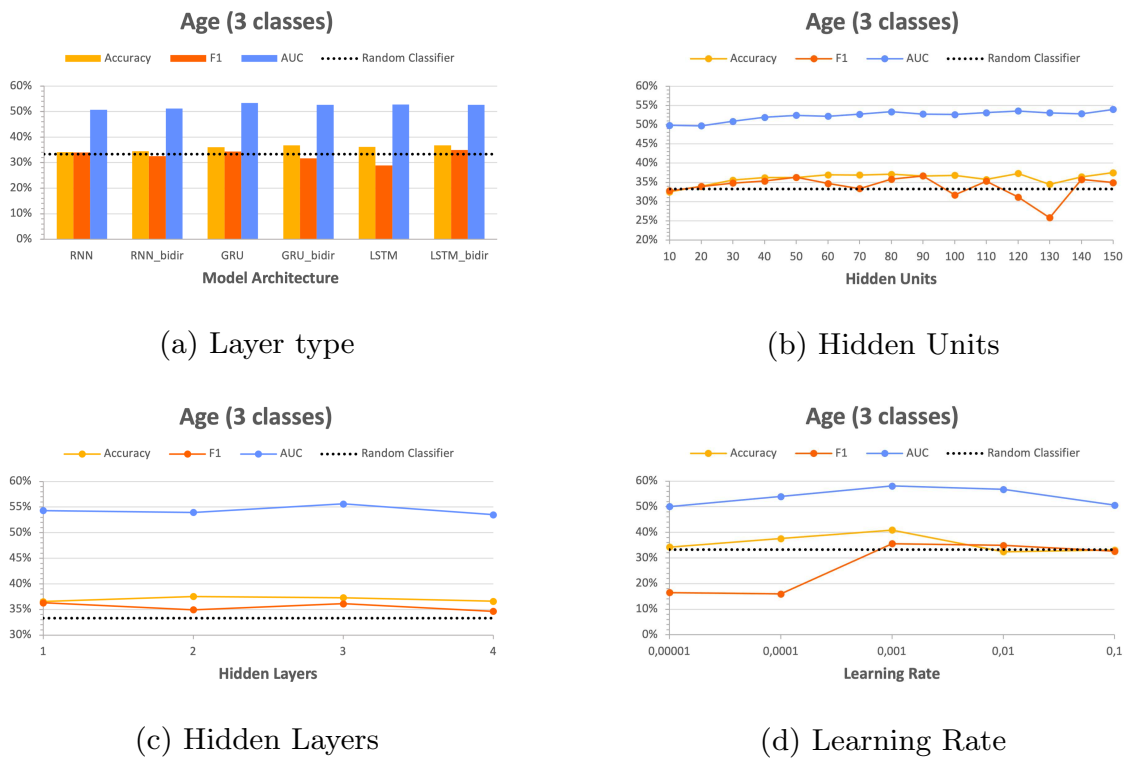 Age (3 classes)
Accuracy F1 AUC Random Classifier
60%
50%
40%
30%
20%
10%
0%
RNN RNN_bidir GRU GRU_bidir LSTM LSTM_bidir
Model Architecture
(a) Layer type
Age (3 classes)
Accuracy F1 AUC Random Classifier
60%
55%
50%
45%
40%
35%
30%
25%
20%
10 20 30 40 50 60 70 80 90 100 110 120 130 140 150
Hidden Units
(b) Hidden Units
Age (3 classes)
Accuracy F1 AUC Random Classifier
60%
55%
50%
45%
40%
35%
30%
1 2 3 4
Hidden Layers
(c) Hidden Layers
Age (3 classes)
Accuracy F1 AUC Random Classifier
60%
50%
40%
30%
20%
10%
0%
0,00001 0,0001 0,001 0,01 0,1
Learning Rate
(d) Learning Rate